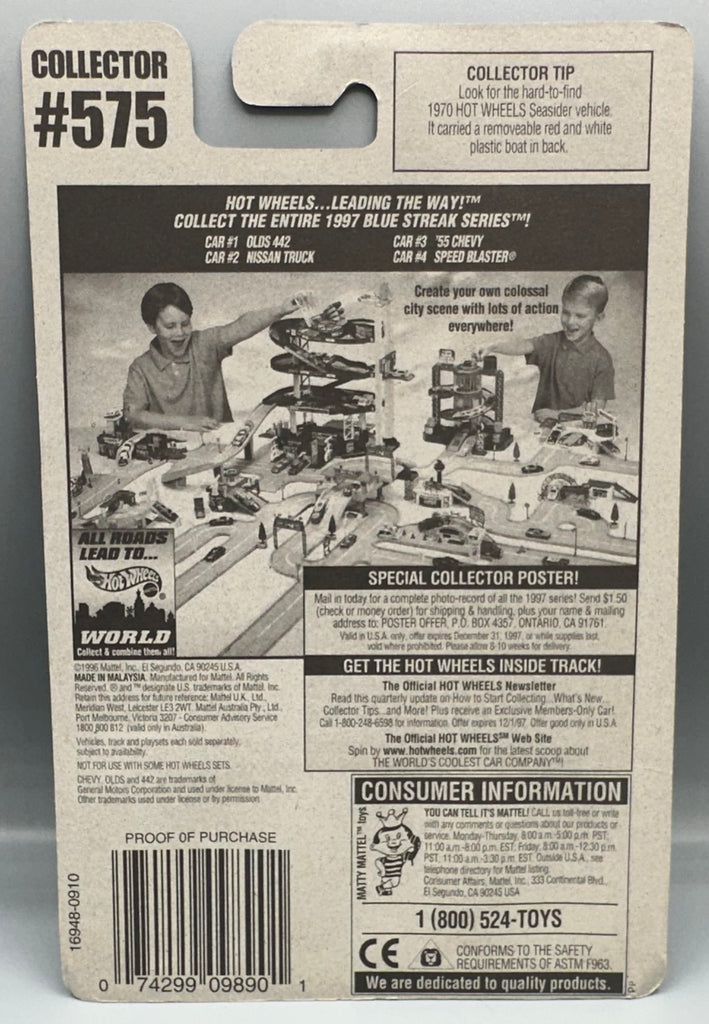 COLLECTOR
#575
COLLECTOR TIP
Look for the hard-to-find
1970 HOT WHEELS Seasider vehicle.
It carried a removeable red and white
plastic boat in back.
HOT WHEELS...LEADING THE WAY!™
COLLECT THE ENTIRE 1997 BLUE STREAK SERIES™!
CAR #1 OLDS 442
CAR #2 NISSAN TRUCK
CAR #3 '55 CHEVY
CAR #4 SPEED BLASTER®
Create your own colossal
city scene with lots of action
everywhere!
ALL ROADS
LEAD TO...
Hot Wheels
WORLD
Collect & combine them all!
SPECIAL COLLECTOR POSTER!
Mail in today for a complete photo-record of all the 1997 series! Send $1.50
(check or money order) for shipping & handling, plus your name & mailing
address to: POSTER OFFER, P.O. BOX 4357, ONTARIO, CA 91761.
Valid in U.S.A. only, offer expires December 31, 1997, or while supplies last,
void where prohibited. Please allow 8-10 weeks for delivery.
GET THE HOT WHEELS INSIDE TRACK!
The Official HOT WHEELS Newsletter
Read this quarterly update on How to Start Collecting...What's New...
Collector Tips...and More! Plus receive an Exclusive Members-Only Car!
Call 1-800-248-6598 for information. Offer expires 12/1/97. Offer good only in U.S.A.
The Official HOT WHEELS℠ Web Site
Spin by www.hotwheels.com for the latest scoop about
THE WORLD'S COOLEST CAR COMPANY™!
©1996 Mattel, Inc., El Segundo, CA 90245 U.S.A.
MADE IN MALAYSIA. Manufactured for Mattel. All Rights
Reserved. ® and ™ designate U.S. trademarks of Mattel, Inc.
Retain this address for future reference: Mattel U.K., Ltd.,
Meridian West, Leicester LE3 2WT. Mattel Australia Pty., Ltd.,
Port Melbourne, Victoria 3207 - Consumer Advisory Service
1800 800 812 (valid only in Australia).
Vehicles, track and playsets each sold separately,
subject to availability.
NOT FOR USE WITH SOME HOT WHEELS SETS.
CHEVY, OLDS and 442 are trademarks of
General Motors Corporation and used under license to Mattel, Inc.
Other trademarks used under license or by permission.
CONSUMER INFORMATION
MATTY MATTEL™ toys
YOU CAN TELL IT'S MATTEL! CALL us toll-free or write
with any comments or questions about our products or
service. Monday-Thursday, 8:00 a.m.-5:00 p.m. PST;
11:00 a.m.-8:00 p.m. EST. Friday, 8:00 a.m.-12:30 p.m.
PST, 11:00 a.m.-3:30 p.m. EST. Outside U.S.A., see
telephone directory for Mattel listing.
Consumer Affairs, Mattel, Inc., 333 Continental Blvd.,
El Segundo, CA 90245 USA
1 (800) 524-TOYS
CE
CONFORMS TO THE SAFETY
REQUIREMENTS OF ASTM F963.
We are dedicated to quality products.
PP
PROOF OF PURCHASE
16948-0910
0 74299 09890 1